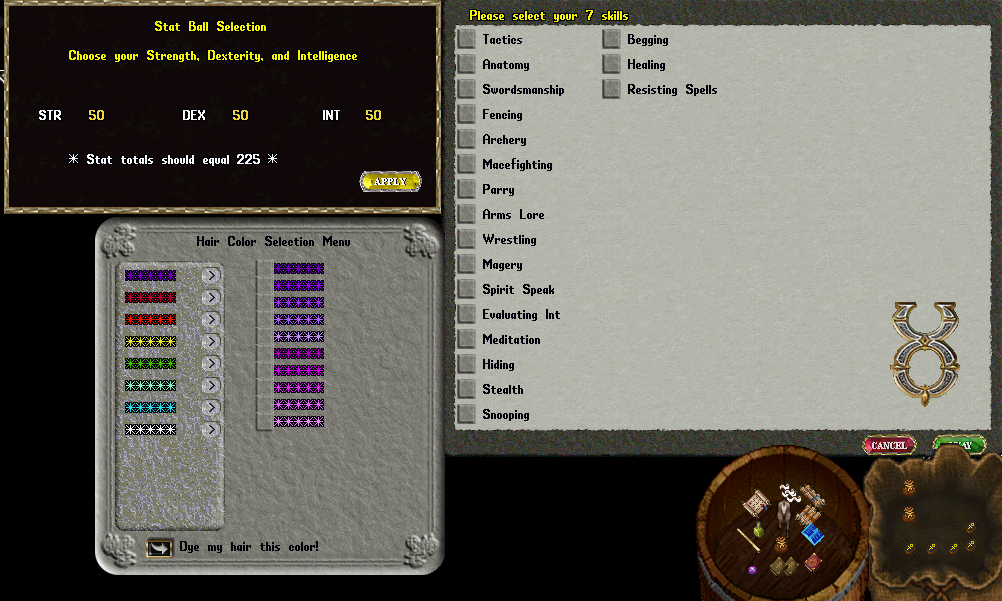 Stat Ball Selection
Choose your Strength, Dexterity, and Intelligence
STR 50 DEX 50 INT 50
* Stat totals should equal 225 *
APPLY
Please select your 7 skills
Tactics
Anatomy
Swordsmanship
Fencing
Archery
Macefighting
Parry
Arms Lore
Wrestling
Magery
Spirit Speak
Evaluating Int
Meditation
Hiding
Stealth
Snooping
Begging
Healing
Resisting Spells
CANCEL
Hair Color Selection Menu
Dye my hair this color!